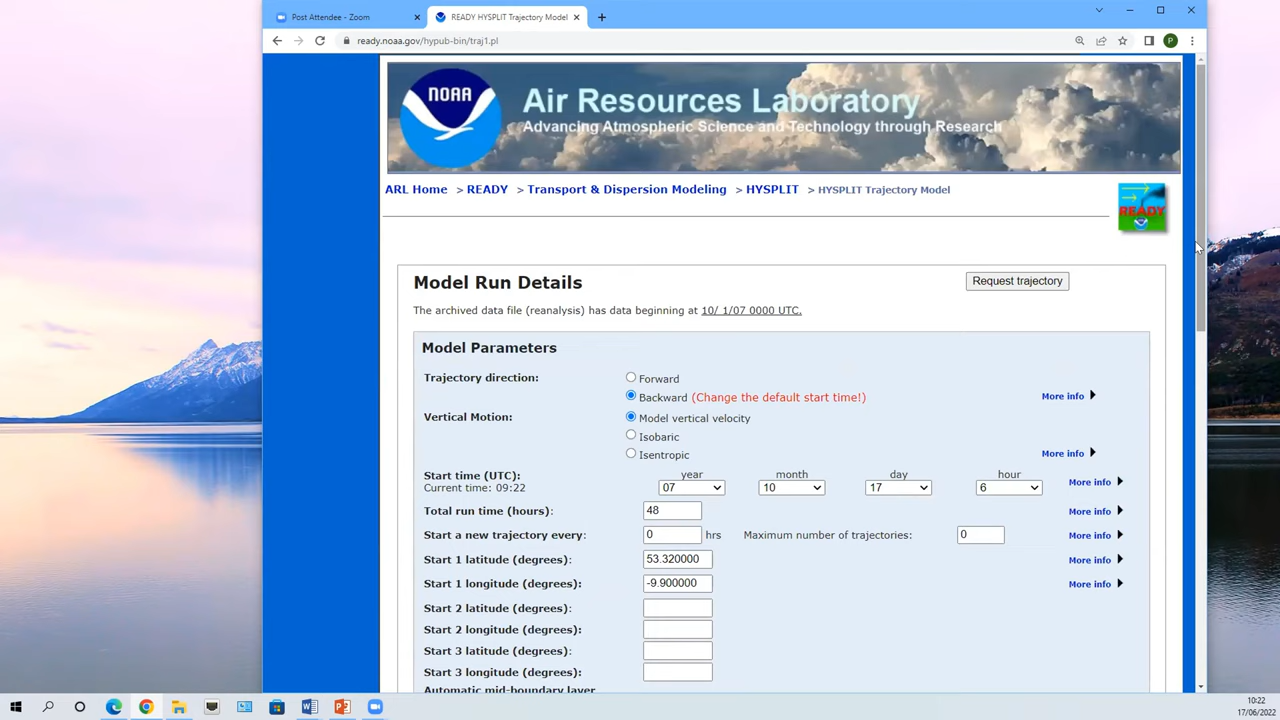 Post Attendee - Zoom
READY HYSPLIT Trajectory Model
ready.noaa.gov/hypub-bin/traj1.pl
P
NOAA
Air Resources Laboratory
Advancing Atmospheric Science and Technology through Research
ARL Home > READY > Transport & Dispersion Modeling > HYSPLIT > HYSPLIT Trajectory Model
READY
Model Run Details
Request trajectory
The archived data file (reanalysis) has data beginning at 10/ 1/07 0000 UTC.
Model Parameters
Trajectory direction:
Forward
Backward (Change the default start time!)
More info
Vertical Motion:
Model vertical velocity
Isobaric
Isentropic
More info
Start time (UTC):
year month day hour
Current time: 09:22
07 10 17 6
More info
Total run time (hours): 48 More info
Start a new trajectory every: 0 hrs Maximum number of trajectories: 0 More info
Start 1 latitude (degrees): 53.320000 More info
Start 1 longitude (degrees): -9.900000 More info
Start 2 latitude (degrees):
Start 2 longitude (degrees):
Start 3 latitude (degrees):
Start 3 longitude (degrees):
Automatic mid-boundary layer
10:22
17/06/2022